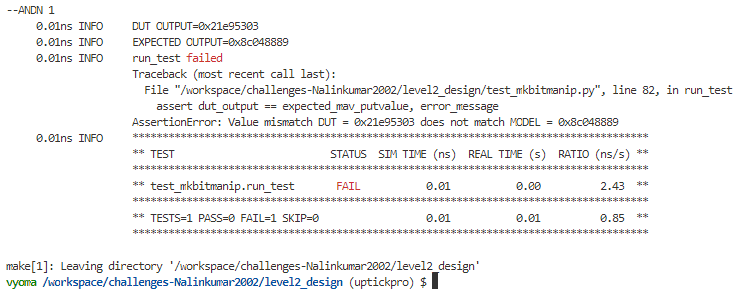 --ANDN 1
0.01ns INFO DUT OUTPUT=0x21e95303
0.01ns INFO EXPECTED OUTPUT=0x8c048889
0.01ns INFO run_test failed
Traceback (most recent call last):
File "/workspace/challenges-Nalinkumar2002/level2_design/test_mkbitmanip.py", line 82, in run_test
assert dut_output == expected_mav_putvalue, error_message
AssertionError: Value mismatch DUT = 0x21e95303 does not match MODEL = 0x8c048889
0.01ns INFO ******************************************************************************
** TEST STATUS SIM TIME (ns) REAL TIME (s) RATIO (ns/s) **
******************************************************************************
** test_mkbitmanip.run_test FAIL 0.01 0.00 2.43 **
******************************************************************************
** TESTS=1 PASS=0 FAIL=1 SKIP=0 0.01 0.01 0.85 **
******************************************************************************
make[1]: Leaving directory '/workspace/challenges-Nalinkumar2002/level2_design'
vyoma /workspace/challenges-Nalinkumar2002/level2_design (uptickpro) $